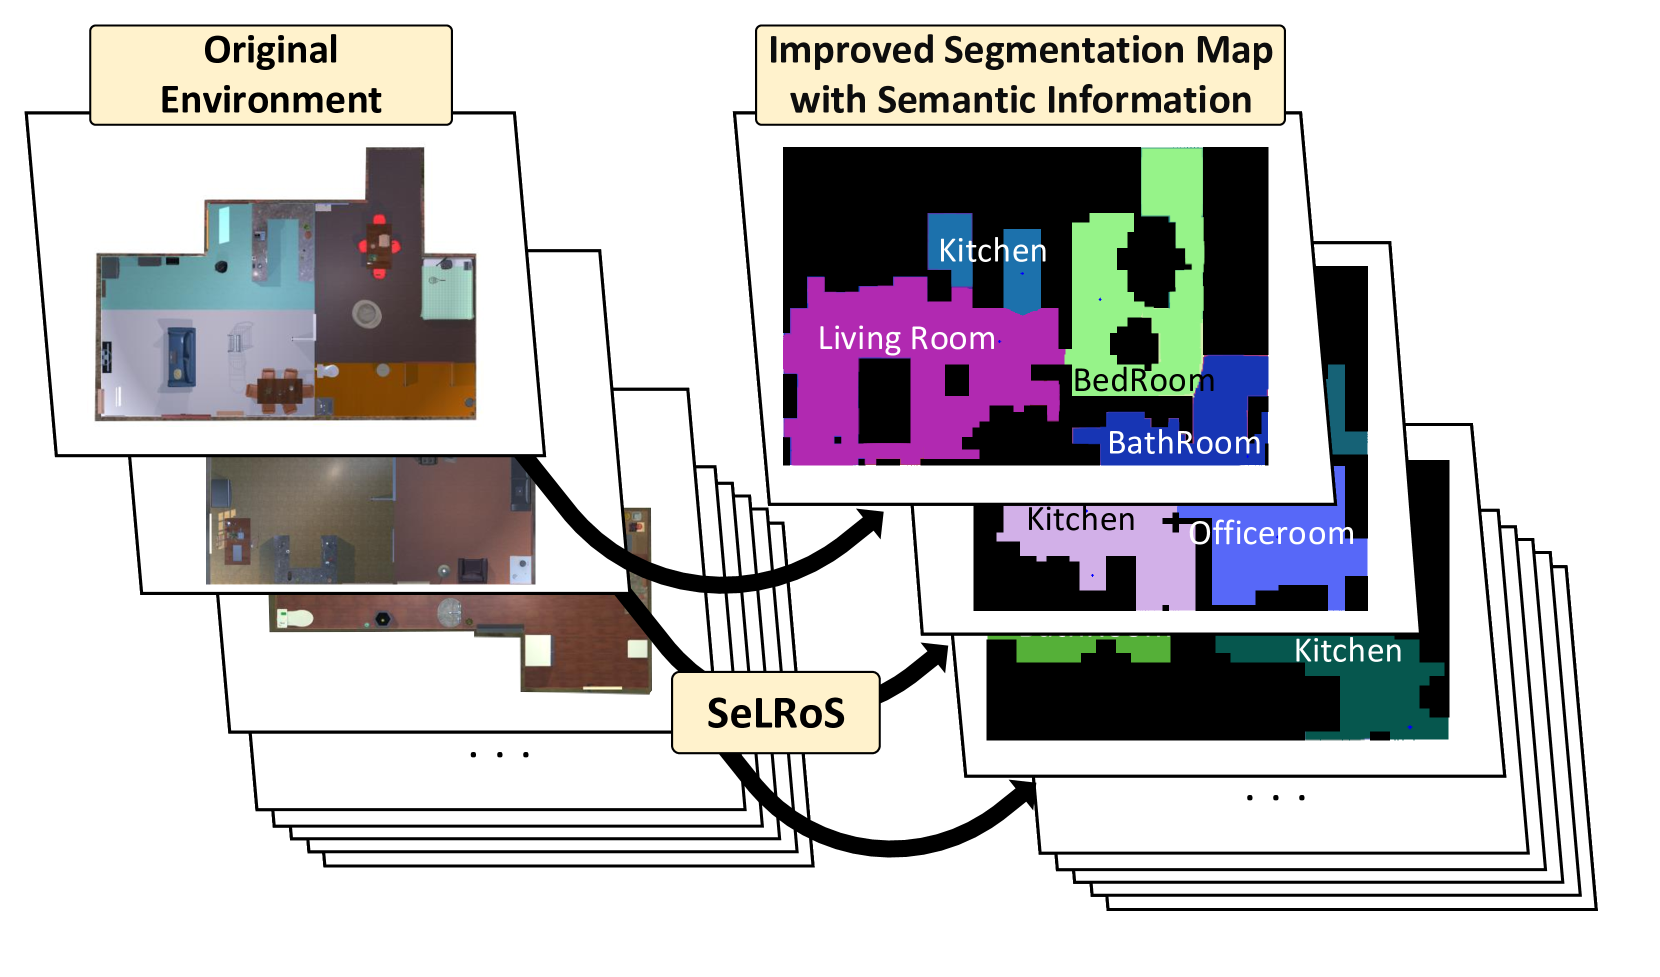 Original
Environment
Improved Segmentation Map
with Semantic Information
Kitchen
Living Room
BedRoom
BathRoom
Kitchen
Officeroom
Kitchen
SeLRoS
. . .
. . .